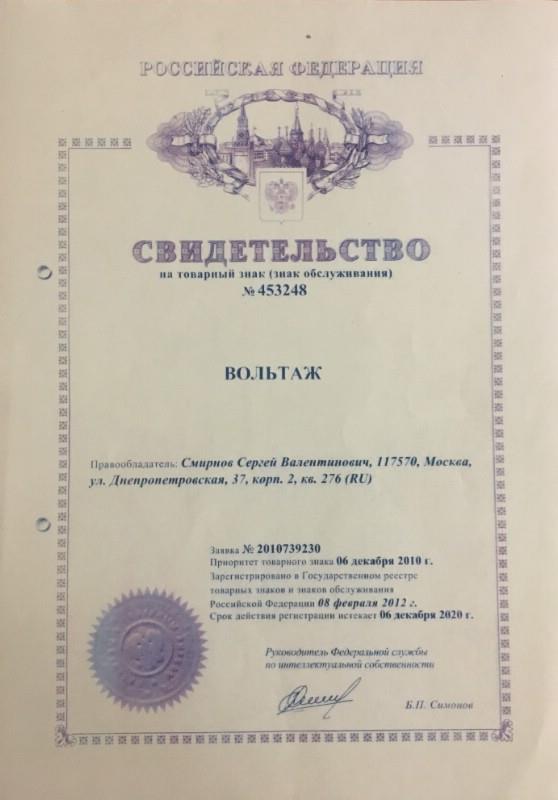 РОССИЙСКАЯ ФЕДЕРАЦИЯ
СВИДЕТЕЛЬСТВО
на товарный знак (знак обслуживания)
№ 453248
ВОЛЬТАЖ
Правообладатель: Смирнов Сергей Валентинович, 117570, Москва,
ул. Днепропетровская, 37, корп. 2, кв. 276 (RU)
Заявка № 2010739230
Приоритет товарного знака 06 декабря 2010 г.
Зарегистрировано в Государственном реестре
товарных знаков и знаков обслуживания
Российской Федерации 08 февраля 2012 г.
Срок действия регистрации истекает 06 декабря 2020 г.
Руководитель Федеральной службы
по интеллектуальной собственности
Б.П. Симонов